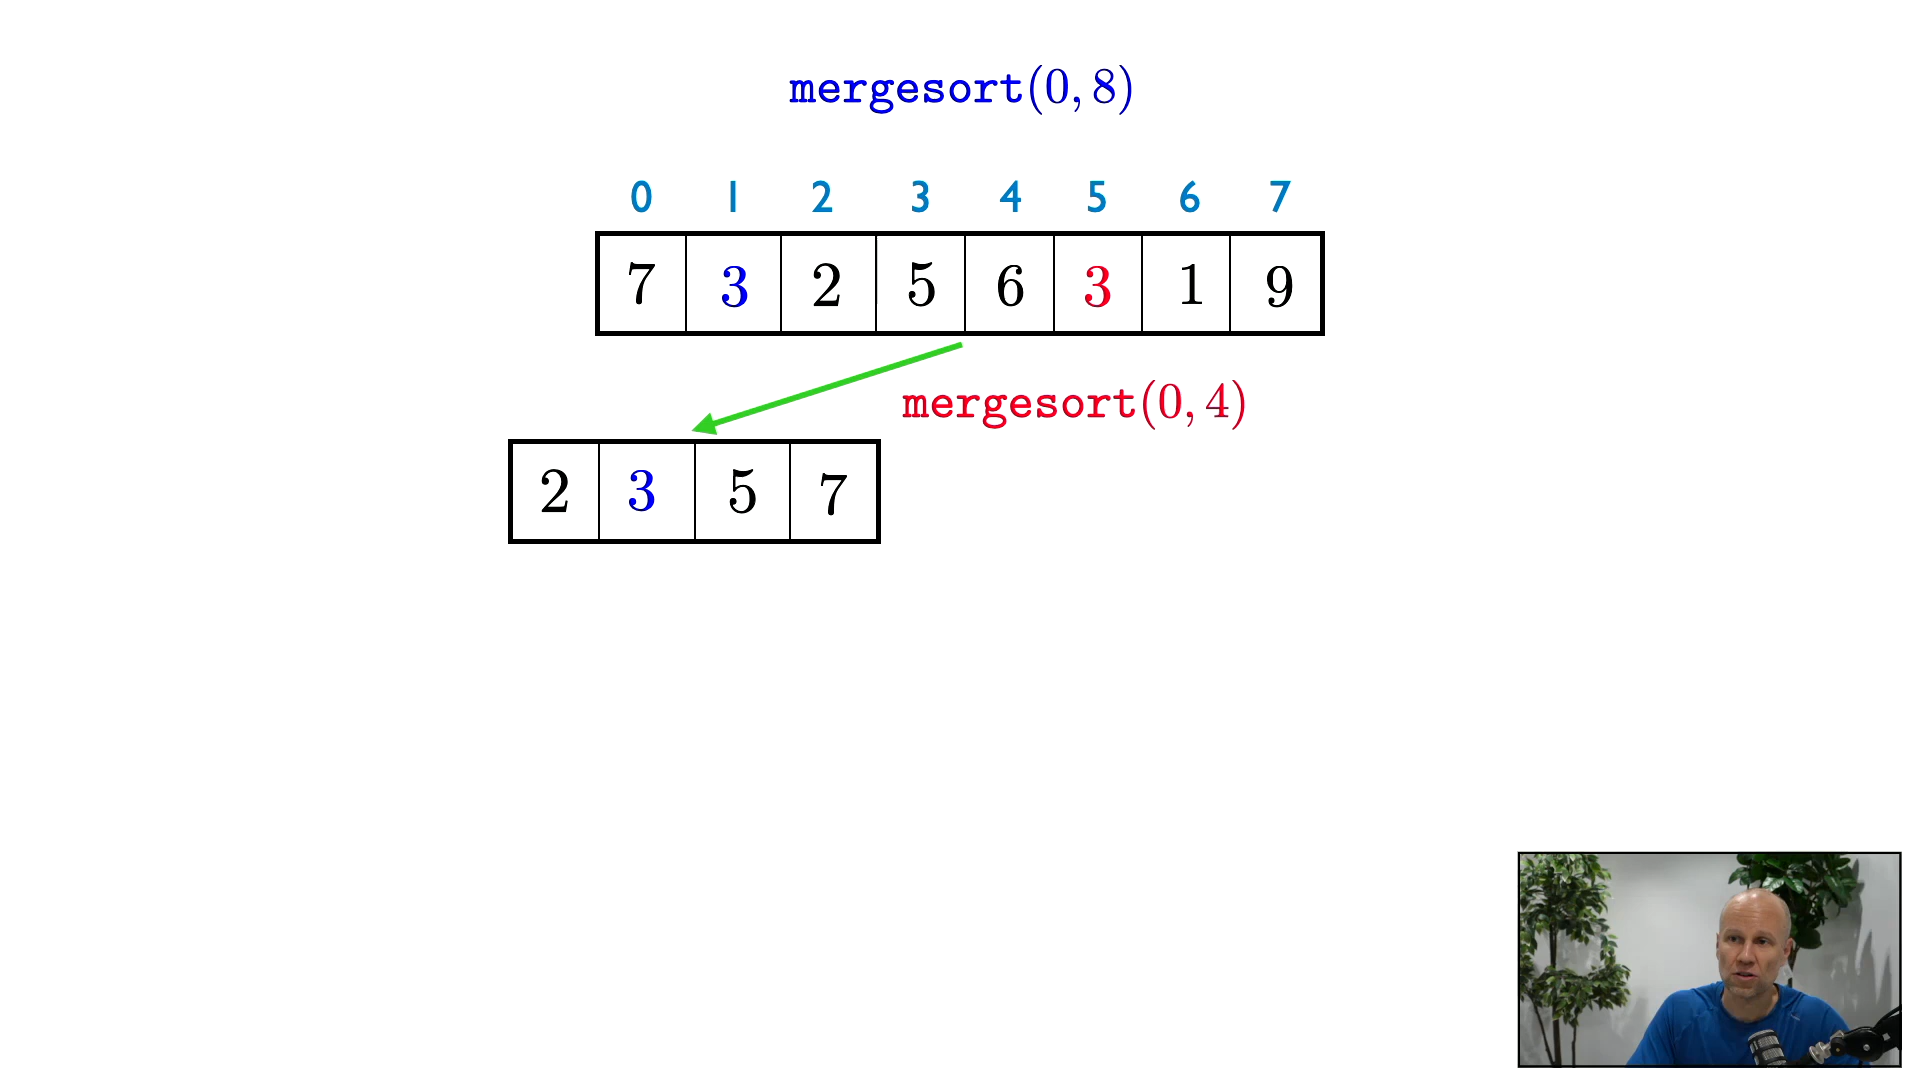 mergesort(0, 8)
0 1 2 3 4 5 6 7
7 3 2 5 6 3 1 9
mergesort(0, 4)
2 3 5 7